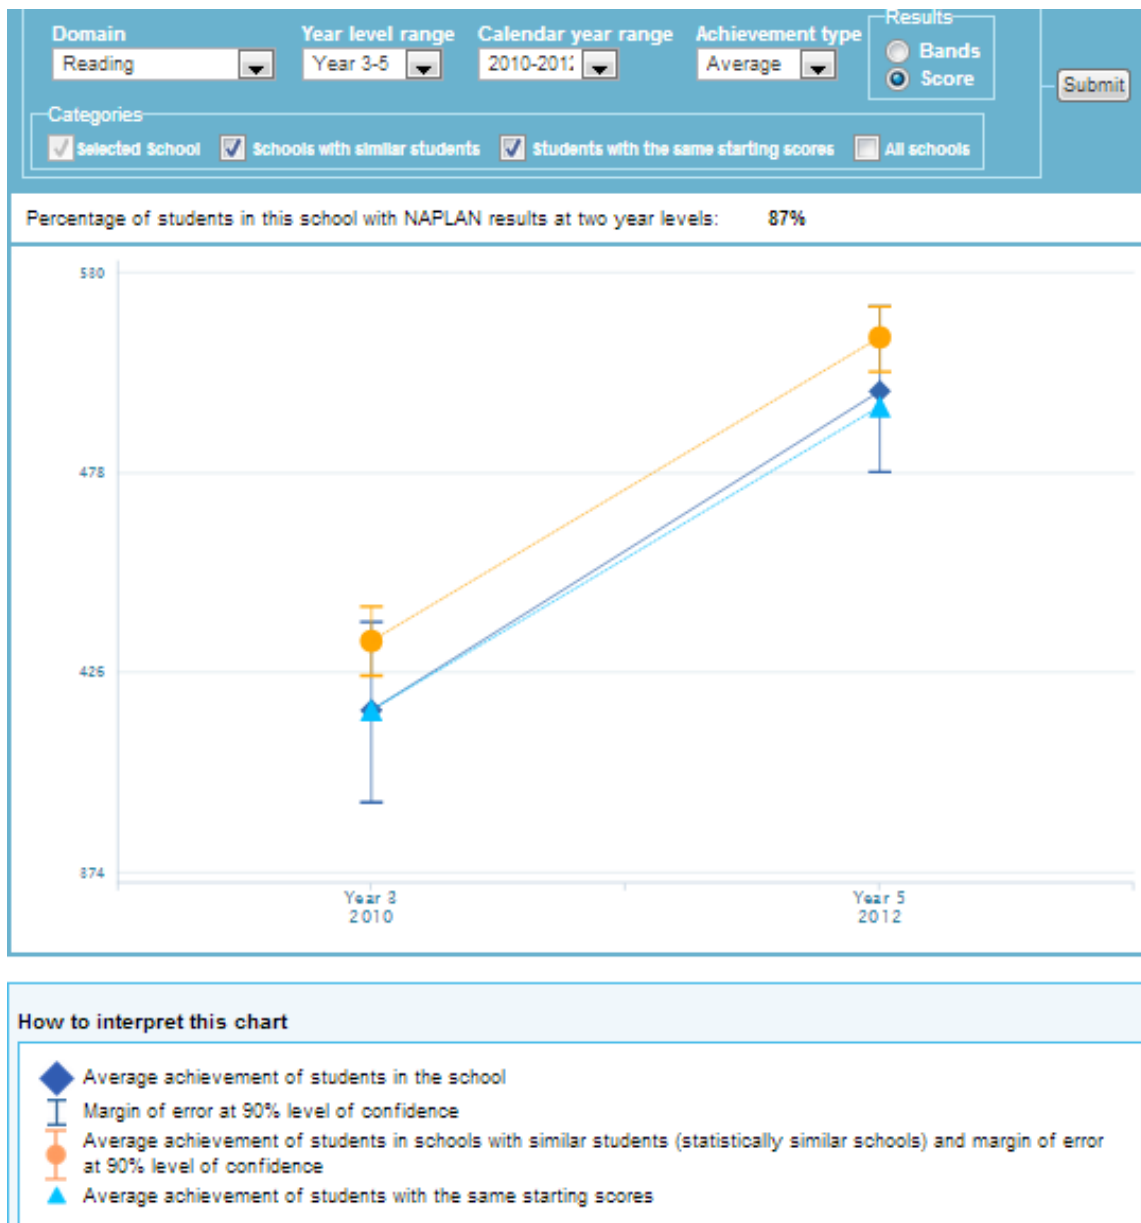 Domain Year level range Calendar year range Achievement type Results
Reading Year 3-5 2010-2012 Average Bands
Score
Submit
Categories
Selected School Schools with similar students Students with the same starting scores All schools
Percentage of students in this school with NAPLAN results at two year levels: 87%
530
478
426
374
Year 3 Year 5
2010 2012
How to interpret this chart
Average achievement of students in the school
Margin of error at 90% level of confidence
Average achievement of students in schools with similar students (statistically similar schools) and margin of error
at 90% level of confidence
Average achievement of students with the same starting scores